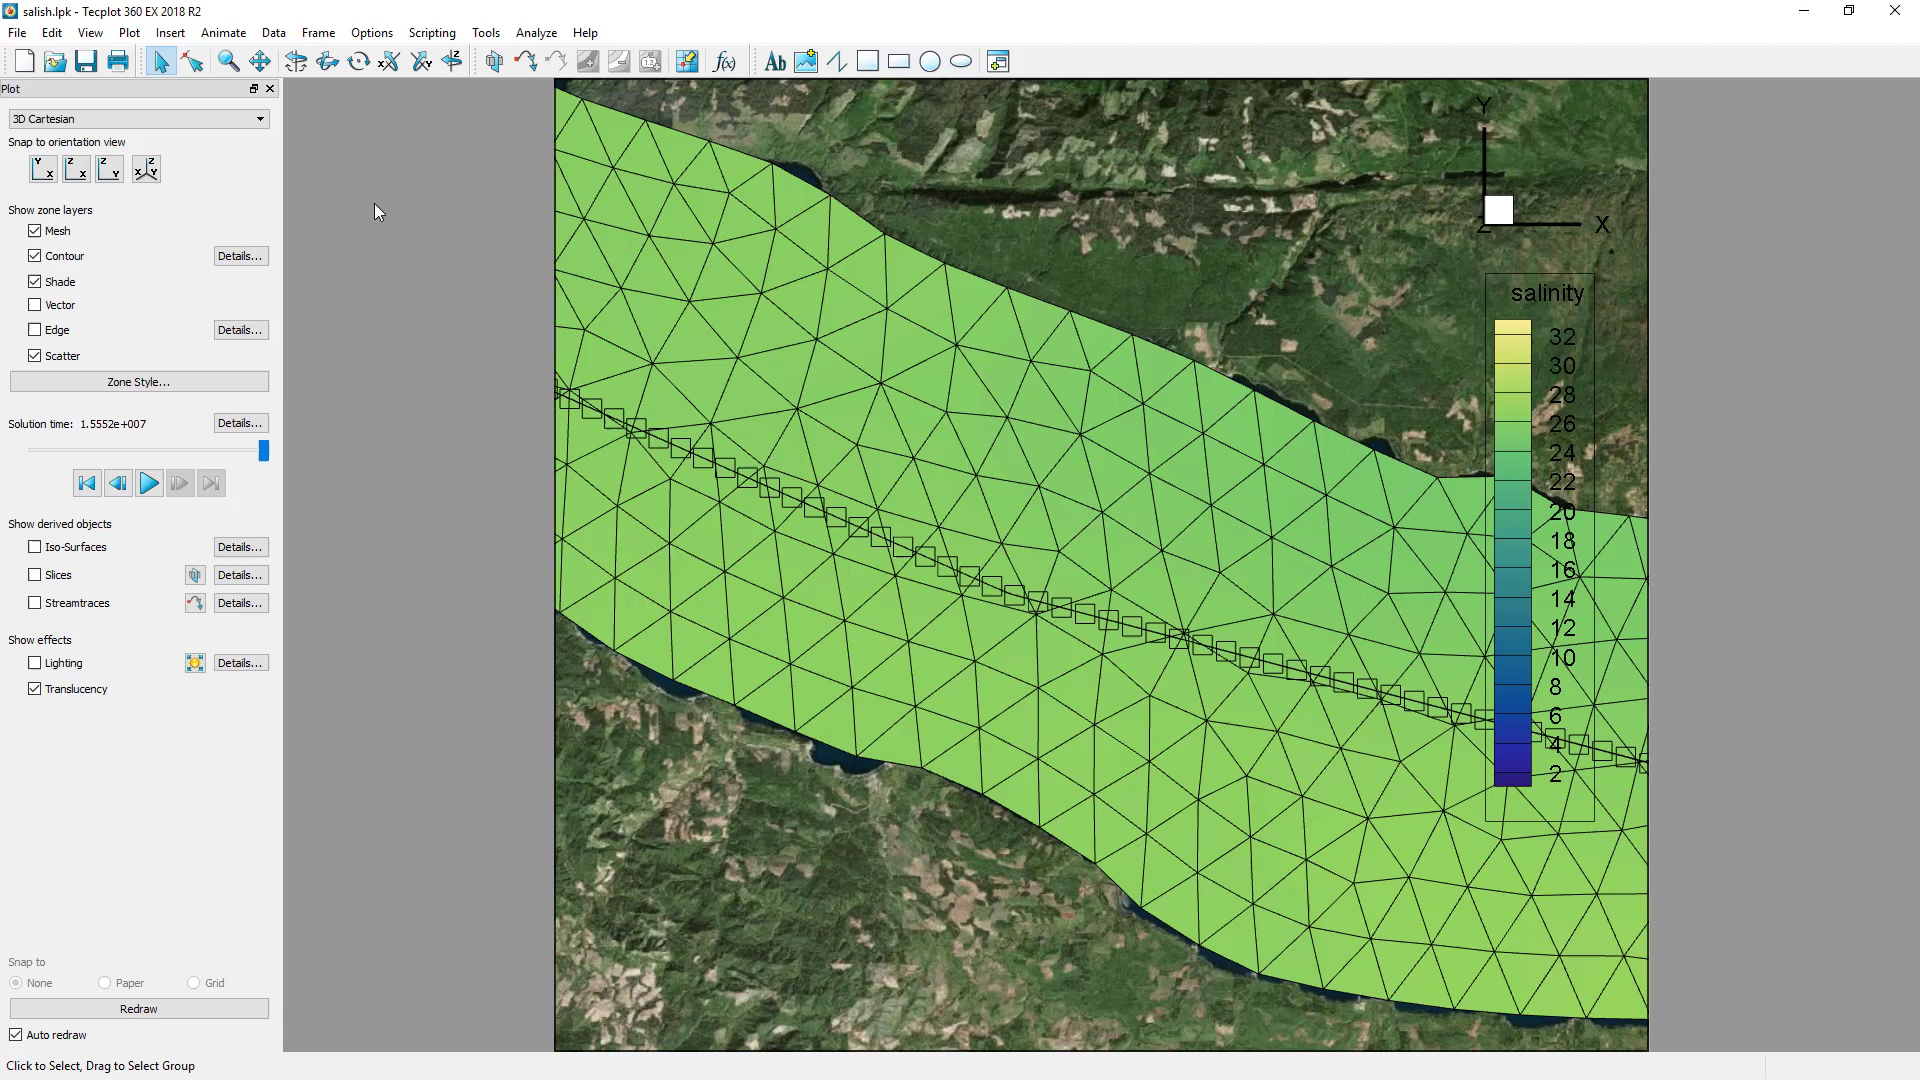 salish.lpk - Tecplot 360 EX 2018 R2
File Edit View Plot Insert Animate Data Frame Options Scripting Tools Analyze Help
Ab
f(x)
Plot
3D Cartesian
Snap to orientation view
Y X
Z X
Z Y
Z X Y
Show zone layers
Mesh
Contour Details...
Shade
Vector
Edge Details...
Scatter
Zone Style...
Solution time: 1.5552e+007 Details...
Show derived objects
Iso-Surfaces Details...
Slices Details...
Streamtraces Details...
Show effects
Lighting Details...
Translucency
Snap to
None Paper Grid
Redraw
Auto redraw
Click to Select, Drag to Select Group
Y
Z X
salinity
32
30
28
26
24
22
20
18
16
14
12
10
8
6
4
2